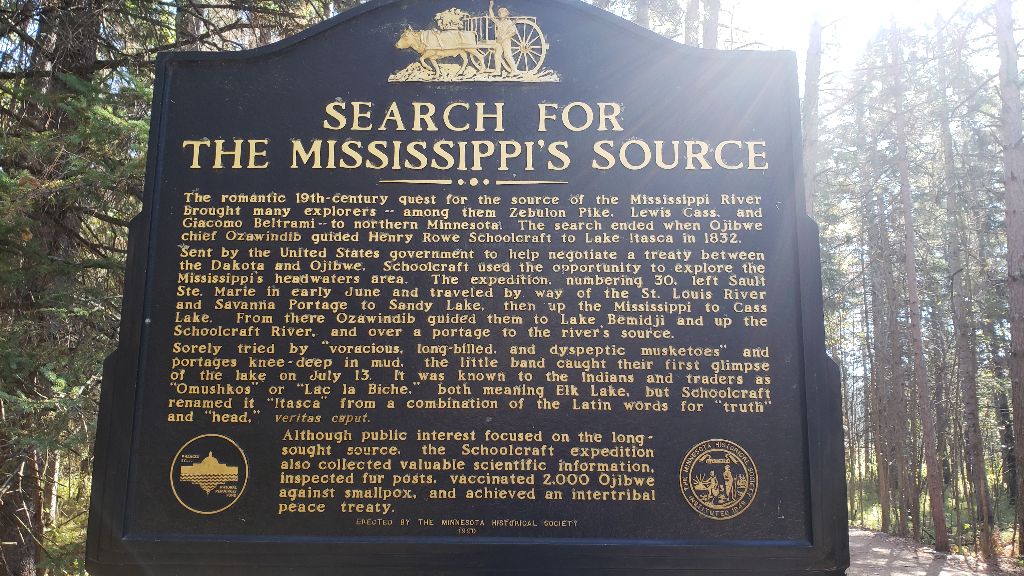 SEARCH FOR
THE MISSISSIPPI'S SOURCE
The romantic 19th-century quest for the source of the Mississippi River
Brought many explorers -- among them Zebulon Pike, Lewis Cass, and
Giacomo Beltrami -- to northern Minnesota. The search ended when Ojibwe
chief Ozawindib guided Henry Rowe Schoolcraft to Lake Itasca in 1832.
Sent by the United States government to help negotiate a treaty between
the Dakota and Ojibwe, Schoolcraft used the opportunity to explore the
Mississippi's headwaters area. The expedition, numbering 30, left Sault
Ste. Marie in early June and traveled by way of the St. Louis River
and Savanna Portage to Sandy Lake, then up the Mississippi to Cass
Lake. From there Ozawindib guided them to Lake Bemidji and up the
Schoolcraft River, and over a portage to the river's source.
Sorely tried by "voracious, long-billed, and dyspeptic musketoes" and
portages knee-deep in mud, the little band caught their first glimpse
of the lake on July 13. It was known to the Indians and traders as
"Omushkos" or "Lac la Biche," both meaning Elk Lake, but Schoolcraft
renamed it "Itasca" from a combination of the Latin words for "truth"
and "head," veritas caput.
Although public interest focused on the long-
sought source, the Schoolcraft expedition
also collected valuable scientific information,
inspected fur posts, vaccinated 2,000 Ojibwe
against smallpox, and achieved an intertribal
peace treaty.
ERECTED BY THE MINNESOTA HISTORICAL SOCIETY
MINNESOTA HISTORICAL SOCIETY
INSTITUTED 1849